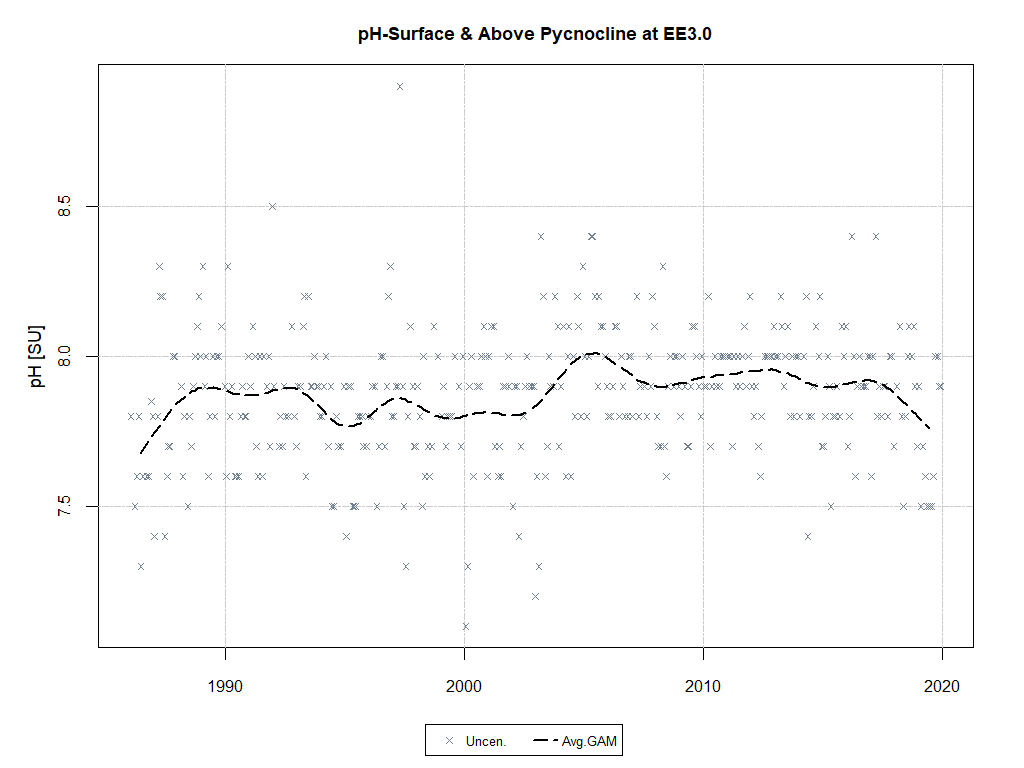 pH-Surface & Above Pycnocline at EE3.0
pH [SU]
8.5
8.0
7.5
1990 2000 2010 2020
Uncen. Avg.GAM